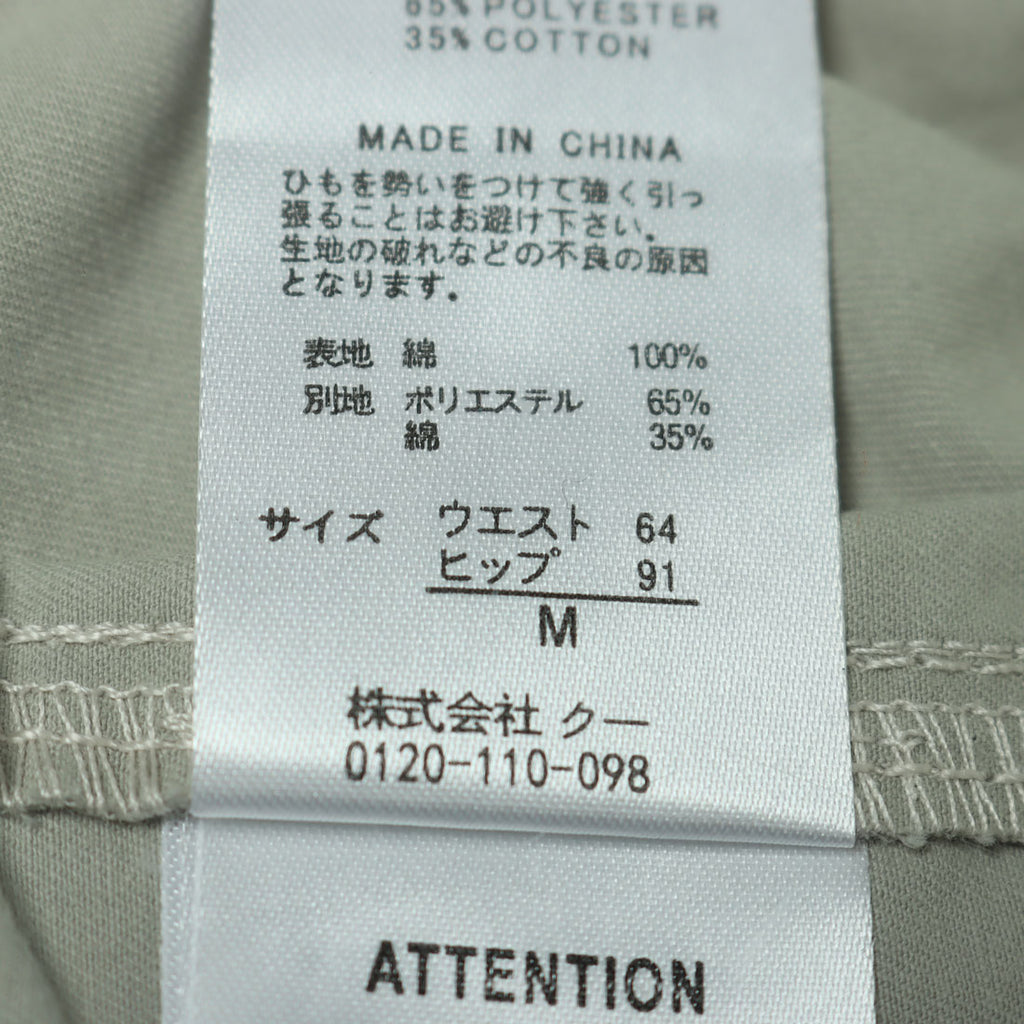 65% POLYESTER
35% COTTON
MADE IN CHINA
ひもを勢いをつけて強く引っ
張ることはお避け下さい。
生地の破れなどの不良の原因
となります。
表地 綿 100%
別地 ポリエステル 65%
綿 35%
サイズ ウエスト 64
ヒップ 91
M
株式会社 クー
0120-110-098
ATTENTION